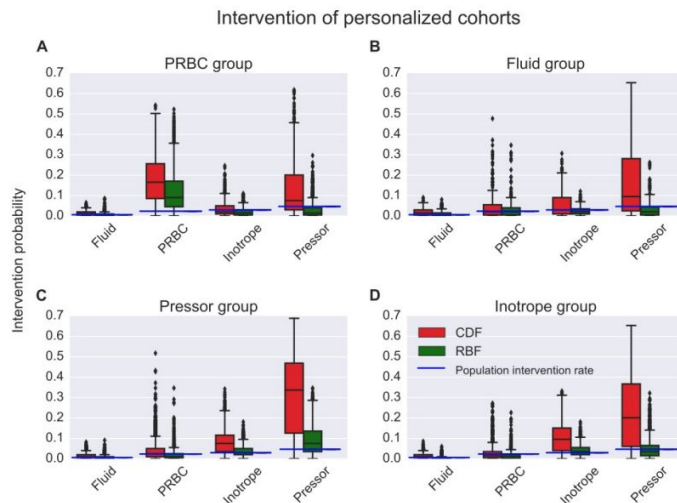 Intervention of personalized cohorts
A
PRBC group
0.7
0.6
0.5
0.4
0.3
0.2
0.1
0.0
Fluid
PRBC
Inotrope
Pressor
B
Fluid group
0.7
0.6
0.5
0.4
0.3
0.2
0.1
0.0
Fluid
PRBC
Inotrope
Pressor
Intervention probability
C
Pressor group
0.7
0.6
0.5
0.4
0.3
0.2
0.1
0.0
Fluid
PRBC
Inotrope
Pressor
D
Inotrope group
0.7
0.6
0.5
0.4
0.3
0.2
0.1
0.0
CDF
RBF
Population intervention rate
Fluid
PRBC
Inotrope
Pressor